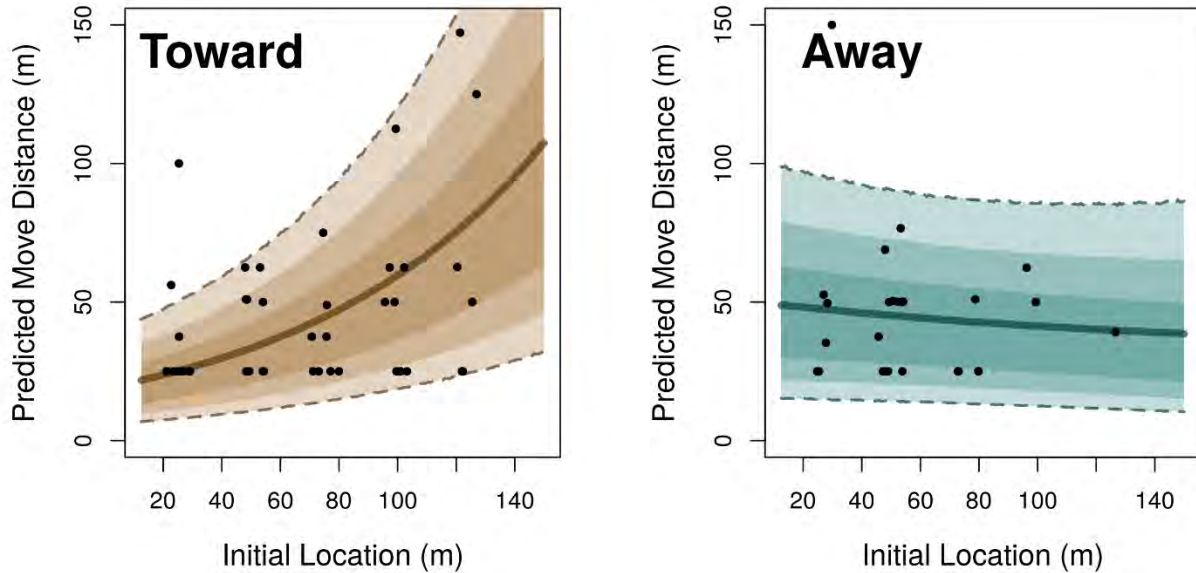 Toward
Predicted Move Distance (m)
150
100
50
0
20 40 60 80 100 140
Initial Location (m)
Away
Predicted Move Distance (m)
150
100
50
0
20 40 60 80 100 140
Initial Location (m)